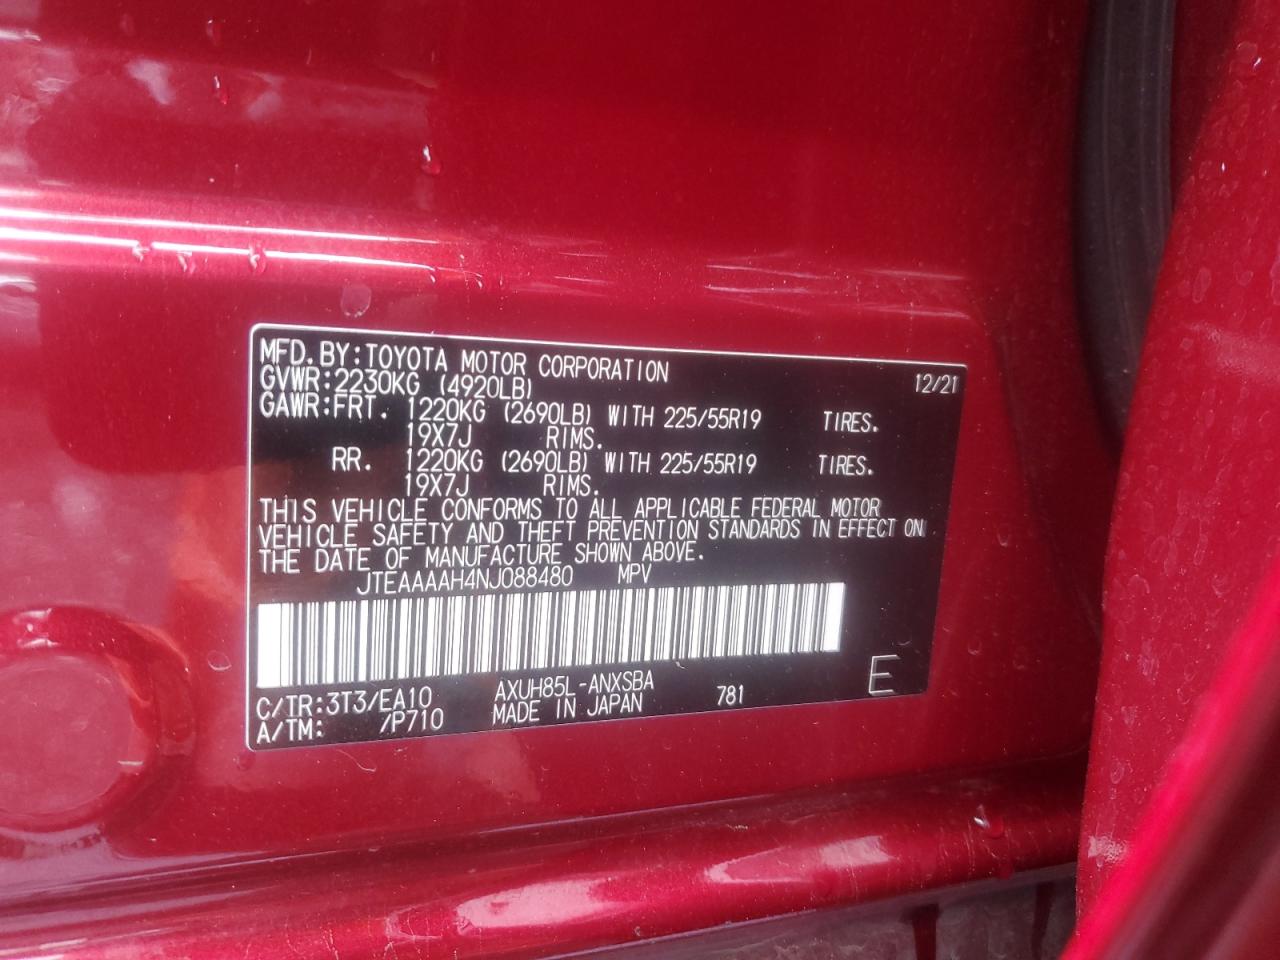 MFD. BY: TOYOTA MOTOR CORPORATION 12/21
GVWR: 2230KG (4920LB)
GAWR: FRT. 1220KG (2690LB) WITH 225/55R19 TIRES.
19X7J RIMS.
RR. 1220KG (2690LB) WITH 225/55R19 TIRES.
19X7J RIMS.
THIS VEHICLE CONFORMS TO ALL APPLICABLE FEDERAL MOTOR
VEHICLE SAFETY AND THEFT PREVENTION STANDARDS IN EFFECT ON
THE DATE OF MANUFACTURE SHOWN ABOVE.
JTEAAAAH4NJ088480 MPV
C/TR: 3T3/EA10 AXUH85L-ANXSBA 781 E
A/TM: /P710 MADE IN JAPAN